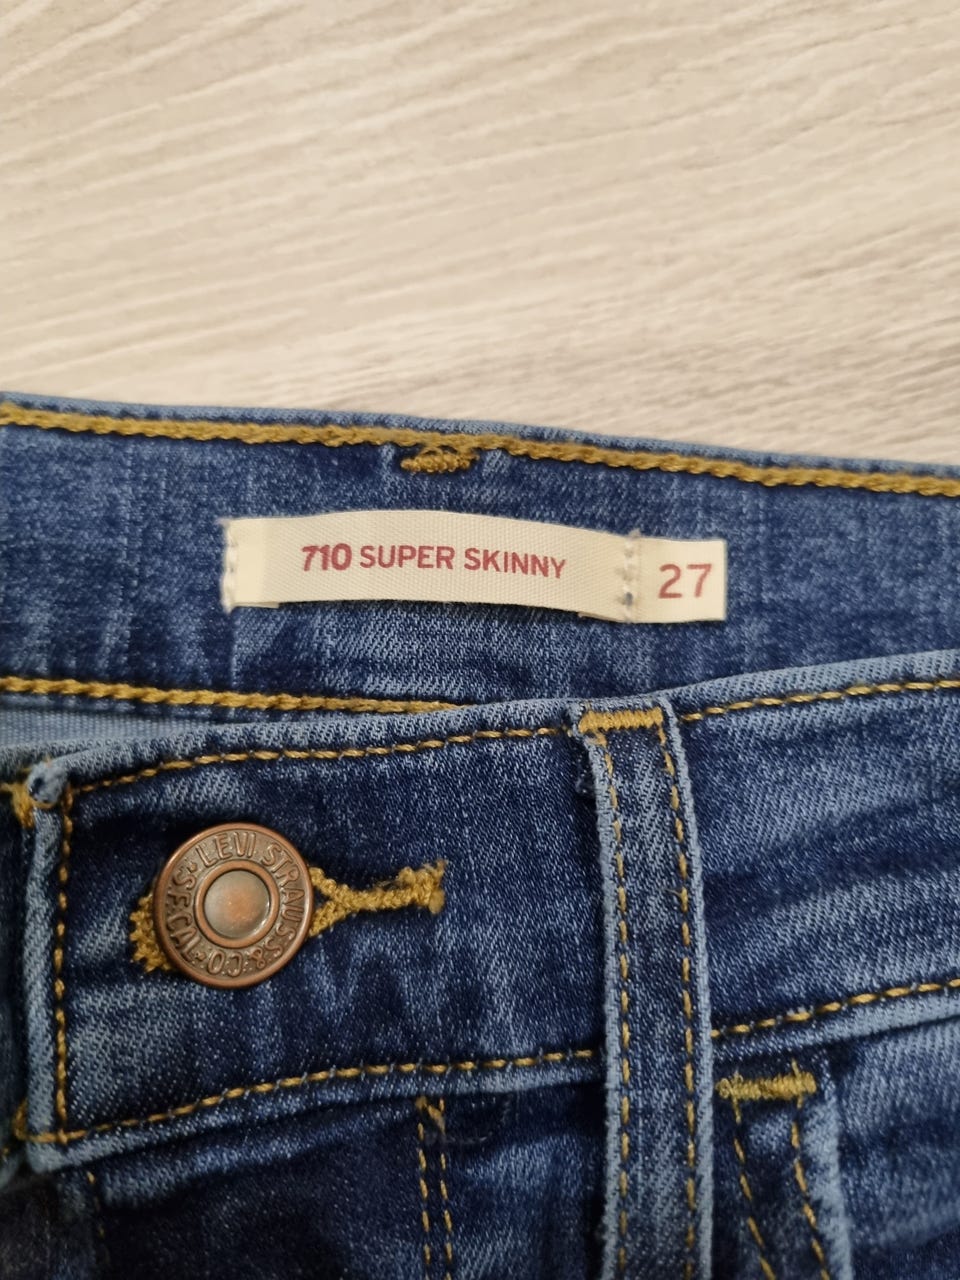 710 SUPER SKINNY
27
LEVI STRAUSS & CO. S.F.CAL.